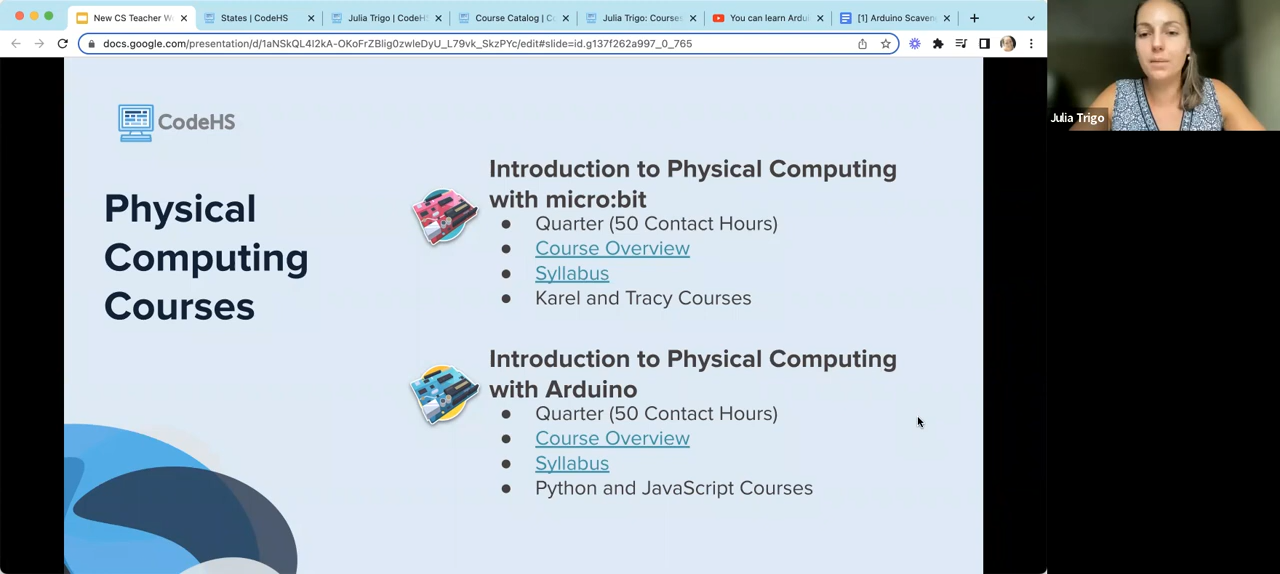 New CS Teacher W
States | CodeHS
Julia Trigo | CodeH
Course Catalog | C
Julia Trigo: Courses
You can learn Ardu
[1] Arduino Scaven
docs.google.com/presentation/d/1aNSkQL4I2kA-OKoFrZBlig0zwleDyU_L79vk_SkzPYc/edit#slide=id.g137f262a997_0_765
Julia Trigo
CodeHS
Physical
Computing
Courses
Introduction to Physical Computing
with micro:bit
● Quarter (50 Contact Hours)
● Course Overview
● Syllabus
● Karel and Tracy Courses
Introduction to Physical Computing
with Arduino
● Quarter (50 Contact Hours)
● Course Overview
● Syllabus
● Python and JavaScript Courses